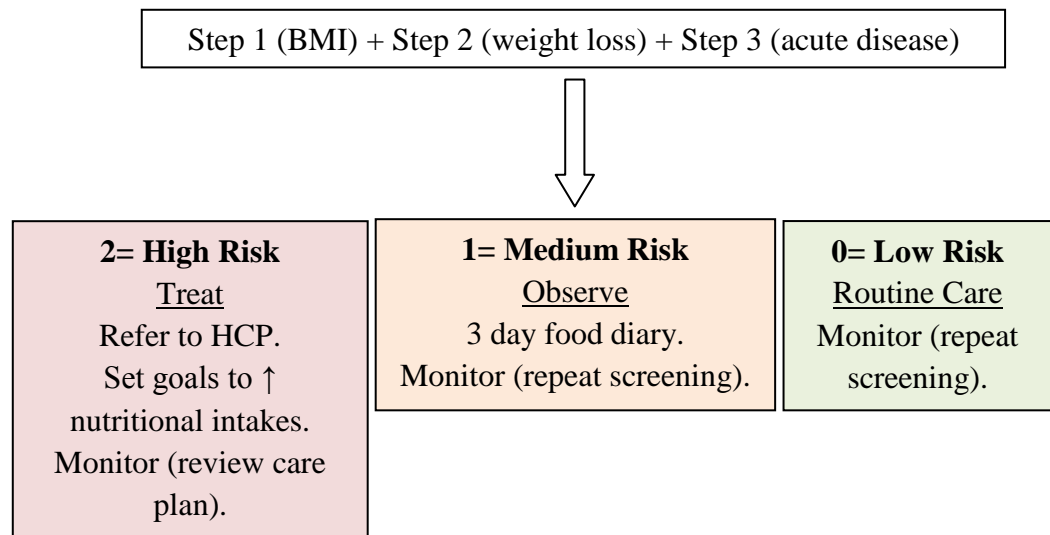 Step 1 (BMI) + Step 2 (weight loss) + Step 3 (acute disease)
2= High Risk
Treat
Refer to HCP.
Set goals to ↑
nutritional intakes.
Monitor (review care
plan).
1= Medium Risk
Observe
3 day food diary.
Monitor (repeat screening).
0= Low Risk
Routine Care
Monitor (repeat
screening).